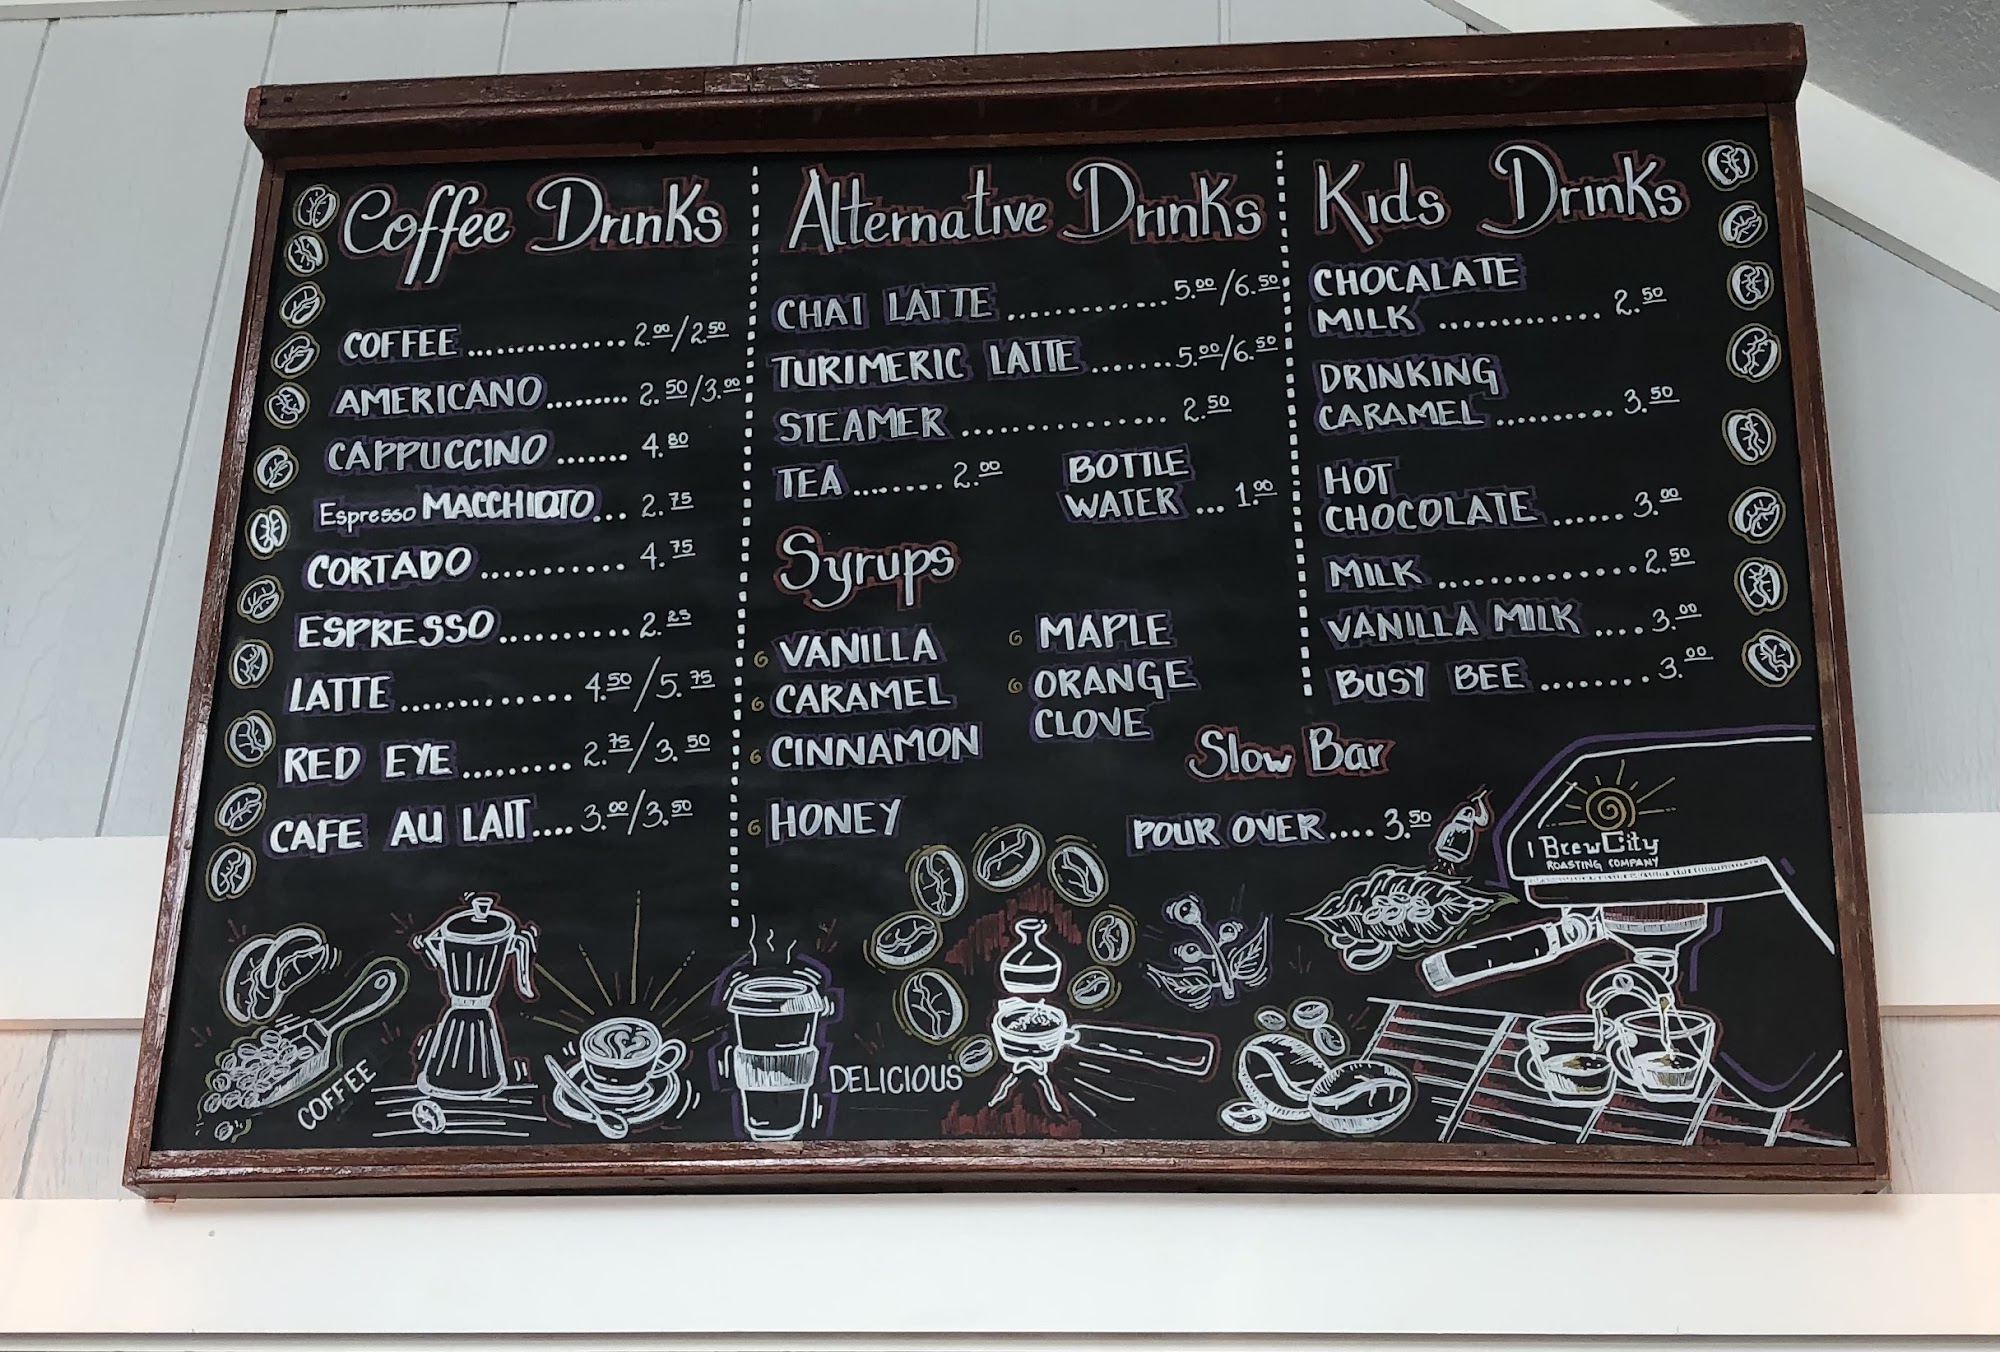 Coffee Drinks
COFFEE .............. 2.00/2.50
AMERICANO ......... 2.50/3.00
CAPPUCCINO ....... 4.80
Espresso MACCHIATO ... 2.75
CORTADO ........... 4.75
ESPRESSO .......... 2.25
LATTE ............ 4.50/5.75
RED EYE ......... 2.75/3.50
CAFE AU LAIT .... 3.00/3.50
Alternative Drinks
CHAI LATTE ............ 5.00/6.50
TURIMERIC LATTE ....... 5.00/6.50
STEAMER ............... 2.50
TEA ........ 2.00
BOTTLE
WATER ... 1.00
Syrups
VANILLA
CARAMEL
CINNAMON
HONEY
MAPLE
ORANGE
CLOVE
Kids Drinks
CHOCALATE
MILK ............. 2.50
DRINKING
CARAMEL .......... 3.50
HOT
CHOCOLATE ...... 3.00
MILK ............... 2.50
VANILLA MILK .... 3.00
BUSY BEE ........ 3.00
Slow Bar
POUR OVER .... 3.50
BrewCity
ROASTING COMPANY
COFFEE
DELICIOUS